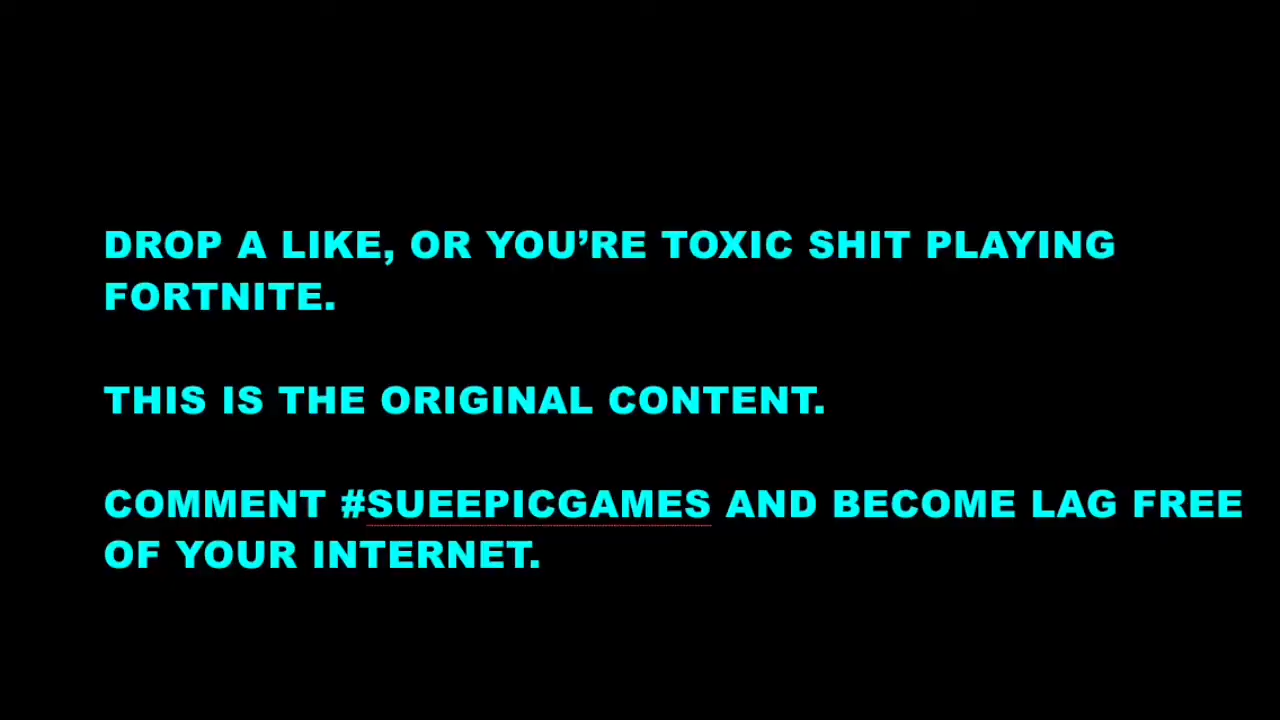 DROP A LIKE, OR YOU’RE TOXIC SHIT PLAYING
FORTNITE.
THIS IS THE ORIGINAL CONTENT.
COMMENT #SUEEPICGAMES AND BECOME LAG FREE
OF YOUR INTERNET.